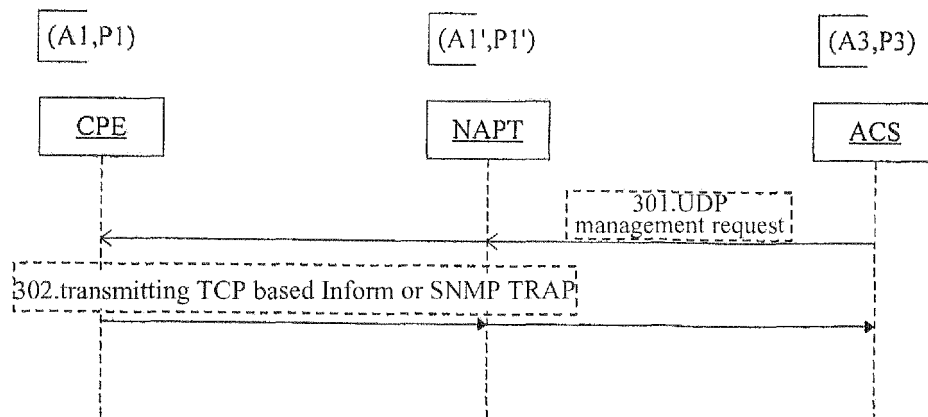 (A1,P1)
(A1',P1')
(A3,P3)
CPE
NAPT
ACS
301.UDP
management request
302.transmitting TCP based Inform or SNMP TRAP